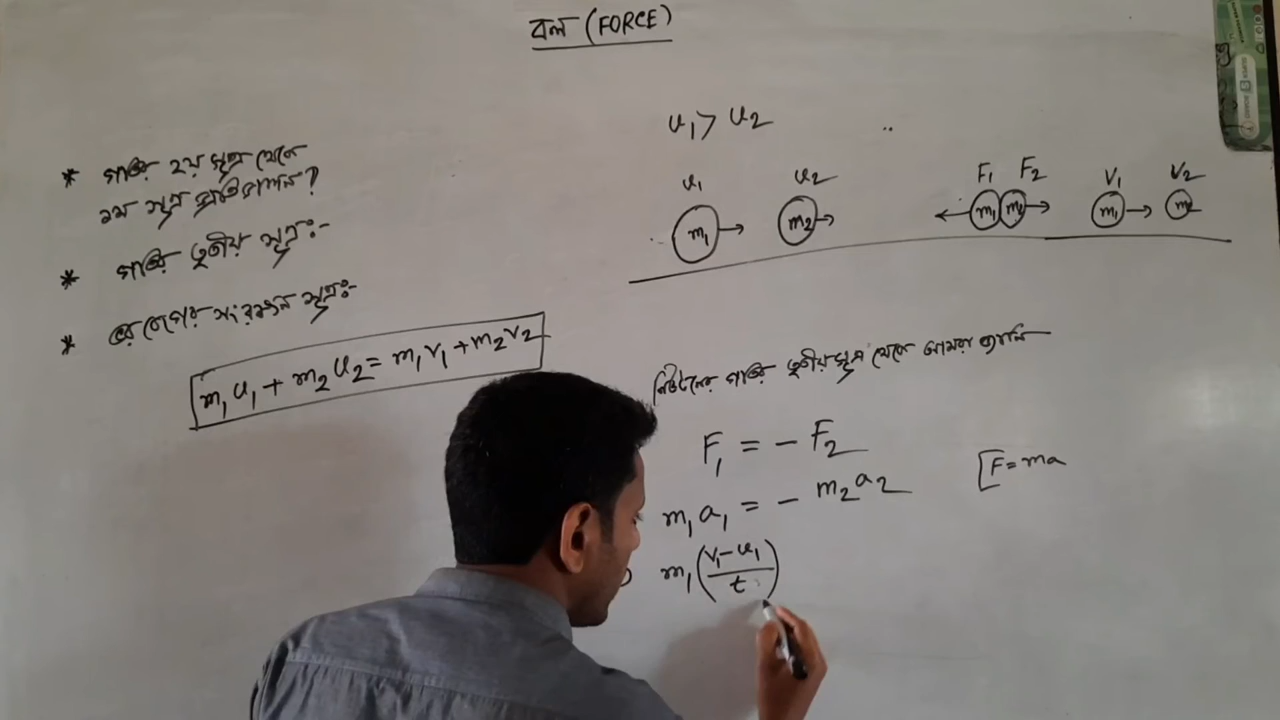 বল (FORCE)
* গতির ২য় সূত্র থেকে
১ম সূত্র প্রতিপাদন?
* গতির তৃতীয় সূত্র:-
* ভরবেগের সংরক্ষণ সূত্র:-
m₁u₁ + m₂u₂ = m₁v₁ + m₂v₂
u₁ > u₂
u₁ u₂ F₁ F₂ V₁ V₂
m₁ m₂ m₁ m₂ m₁ m₂
নিউটনের গতির তৃতীয় সূত্র থেকে আমরা জানি
F₁ = - F₂
m₁a₁ = - m₂a₂ [F = ma
m₁(v₁-u₁/t)